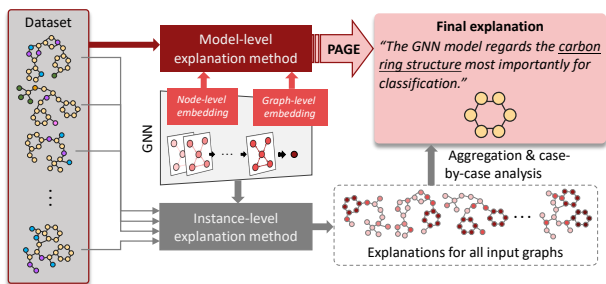 Dataset
Model-level
explanation method
PAGE
Final explanation
“The GNN model regards the carbon
ring structure most importantly for
classification.”
Node-level
embedding
Graph-level
embedding
GNN
...
Aggregation & case-
by-case analysis
Instance-level
explanation method
...
Explanations for all input graphs